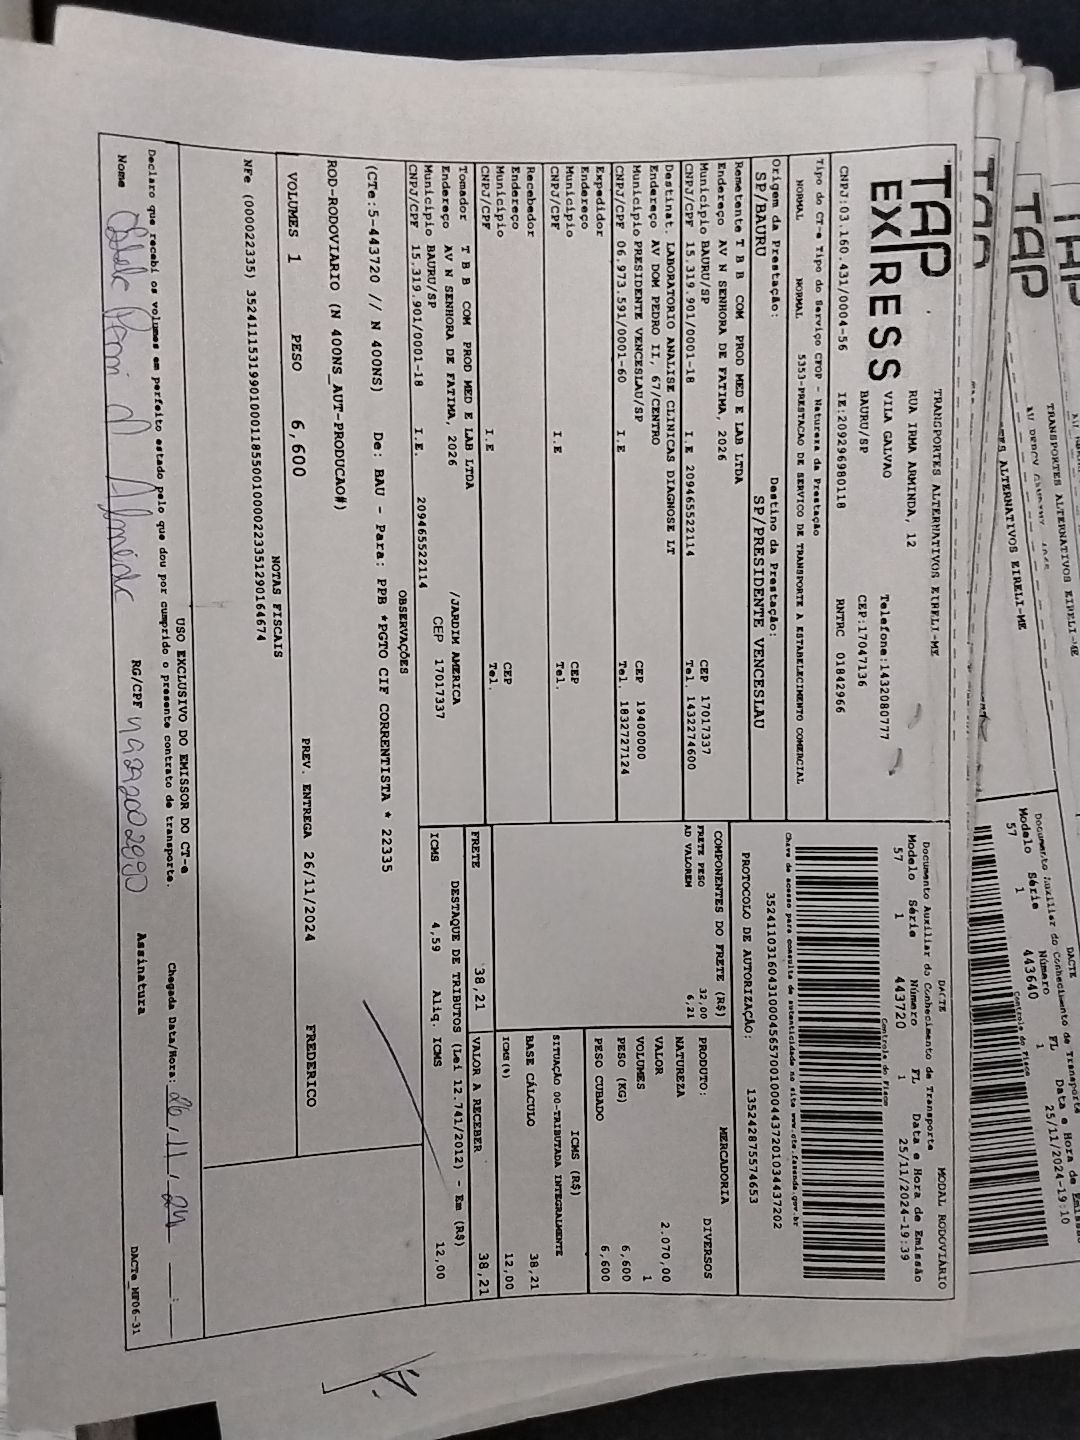 TAP
EXPRESS
TRANSPORTES ALTERNATIVOS EIRELI-ME
RUA IRMA ARMINDA, 12
VILA GALVAO
BAURU/SP
Telefone:1432080777
CEP:17047136
CNPJ:03.160.431/0004-56 IE:209296980118 RNTRC 01842966
DACTE MODAL RODOVIÁRIO
Documento Auxiliar do Conhecimento de Transporte
Modelo Série Número FL Data e Hora de Emissão
57 1 443720 1 25/11/2024-19:39
Controle do Fisco
Chave de acesso para consulta de autenticidade no site www.cte.fazenda.gov.br
35241103160431000456570010004437201034437202
PROTOCOLO DE AUTORIZAÇÃO: 135242875574653
Tipo do CT-e Tipo do Serviço CFOP - Natureza da Prestação
NORMAL NORMAL 5353-PRESTACAO DE SERVICO DE TRANSPORTE A ESTABELECIMENTO COMERCIAL
Origem da Prestação: Destino da Prestação:
SP/BAURU SP/PRESIDENTE VENCESLAU
Remetente T B B COM PROD MED E LAB LTDA
Endereço AV N SENHORA DE FATIMA, 2026
Município BAURU/SP CEP 17017337
CNPJ/CPF 15.319.901/0001-18 I.E 209465522114 Tel. 1432274600
Destinat. LABORATORIO ANALISE CLINICAS DIAGNOSE LT
Endereço AV DOM PEDRO II, 67/CENTRO
Município PRESIDENTE VENCESLAU/SP CEP 19400000
CNPJ/CPF 06.973.591/0001-60 I.E Tel. 1832727124
Expedidor
Endereço
Município CEP
CNPJ/CPF I.E Tel.
Recebedor
Endereço
Município CEP
CNPJ/CPF I.E Tel.
Tomador T B B COM PROD MED E LAB LTDA
Endereço AV N SENHORA DE FATIMA, 2026 /JARDIM AMERICA
Município BAURU/SP CEP 17017337
CNPJ/CPF 15.319.901/0001-18 I.E. 209465522114
COMPONENTES DO FRETE (R$)
FRETE PESO 32,00
AD VALOREM 6,21
MERCADORIA
PRODUTO: DIVERSOS
NATUREZA
VALOR 2.070,00
VOLUMES 1
PESO (KG) 6,600
PESO CUBADO 6,600
ICMS (R$)
SITUAÇÃO 00-TRIBUTADA INTEGRALMENTE
BASE CÁLCULO 38,21
ICMS(%) 12,00
FRETE 38,21 VALOR A RECEBER 38,21
DESTAQUE DE TRIBUTOS (Lei 12.741/2012) - Em (R$)
ICMS 4,59 Aliq. ICMS 12,00
OBSERVAÇÕES
(CTe:5-443720 // N 400NS) De: BAU - Para: PPB *PGTO CIF CORRENTISTA * 22335
ROD-RODOVIARIO (N 400NS_AUT-PRODUCAO#)
VOLUMES 1 PESO 6,600 PREV. ENTREGA 26/11/2024 FREDERICO
NOTAS FISCAIS
NFe (000022335) 35241115319901000118550010000223351290164674
USO EXCLUSIVO DO EMISSOR DO CT-e
Declaro que recebi os volumes em perfeito estado pelo que dou por cumprido o presente contrato de transporte. Chegada Data/Hora: 26/11/24 __:__
Nome Almeida RG/CPF Assinatura
DACTe_MF06-31
TAP
TRANSPORTES ALTERNATIVOS EIRELI-ME
DACTE
Documento Auxiliar do Conhecimento de Transporte
Modelo Série Número FL Data e Hora de Emissão
57 1 443640 1 25/11/2024-19:10
Controle do Fisco
TAP
TRANSPORTES ALTERNATIVOS EIRELI-ME
TAP